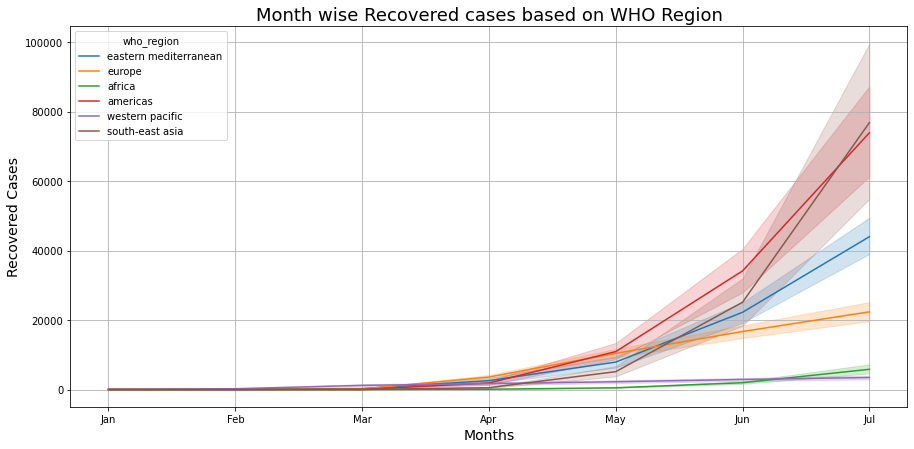 Month wise Recovered cases based on WHO Region
who_region
eastern mediterranean
europe
africa
americas
western pacific
south-east asia
Recovered Cases
100000
80000
60000
40000
20000
0
Jan Feb Mar Apr May Jun Jul
Months